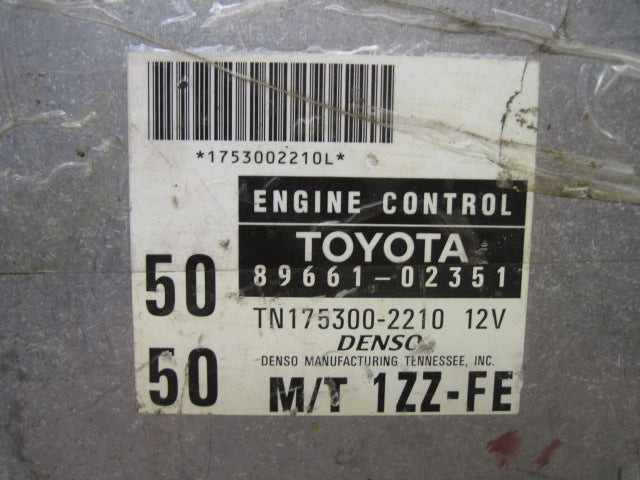 *1753002210L*
ENGINE CONTROL
TOYOTA
89661-02351
50
TN175300-2210 12V
DENSO
DENSO MANUFACTURING TENNESSEE, INC.
50
M/T 1ZZ-FE